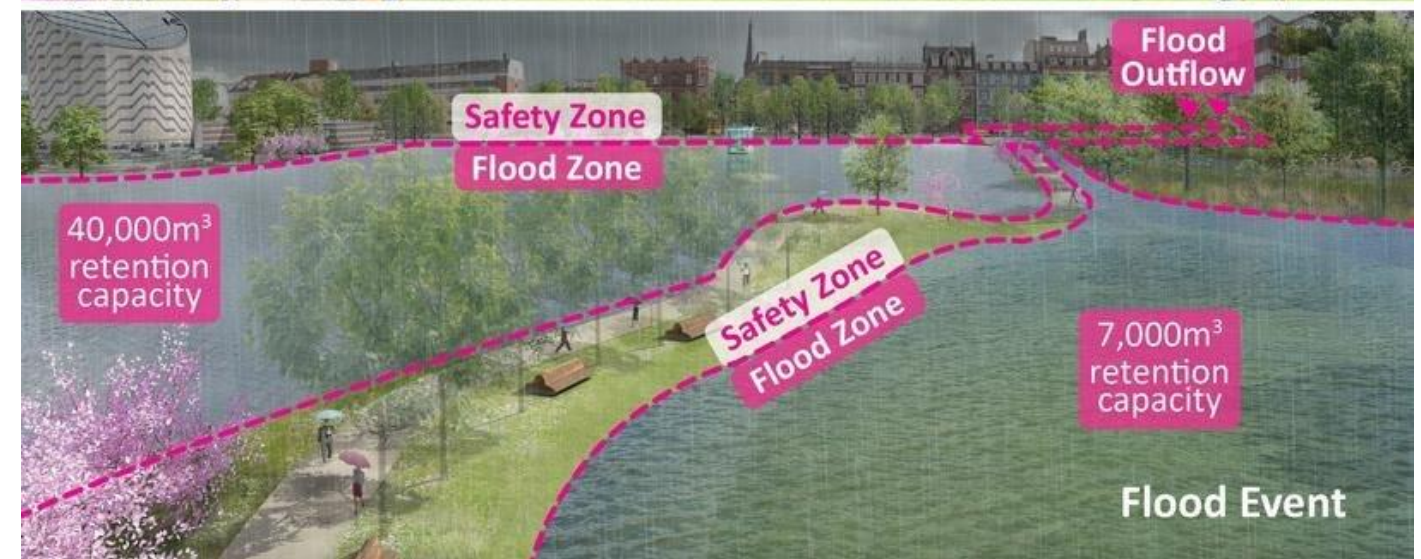 Flood
Outflow
Safety Zone
Flood Zone
40,000m³
retention
capacity
Safety Zone
Flood Zone
7,000m³
retention
capacity
Flood Event